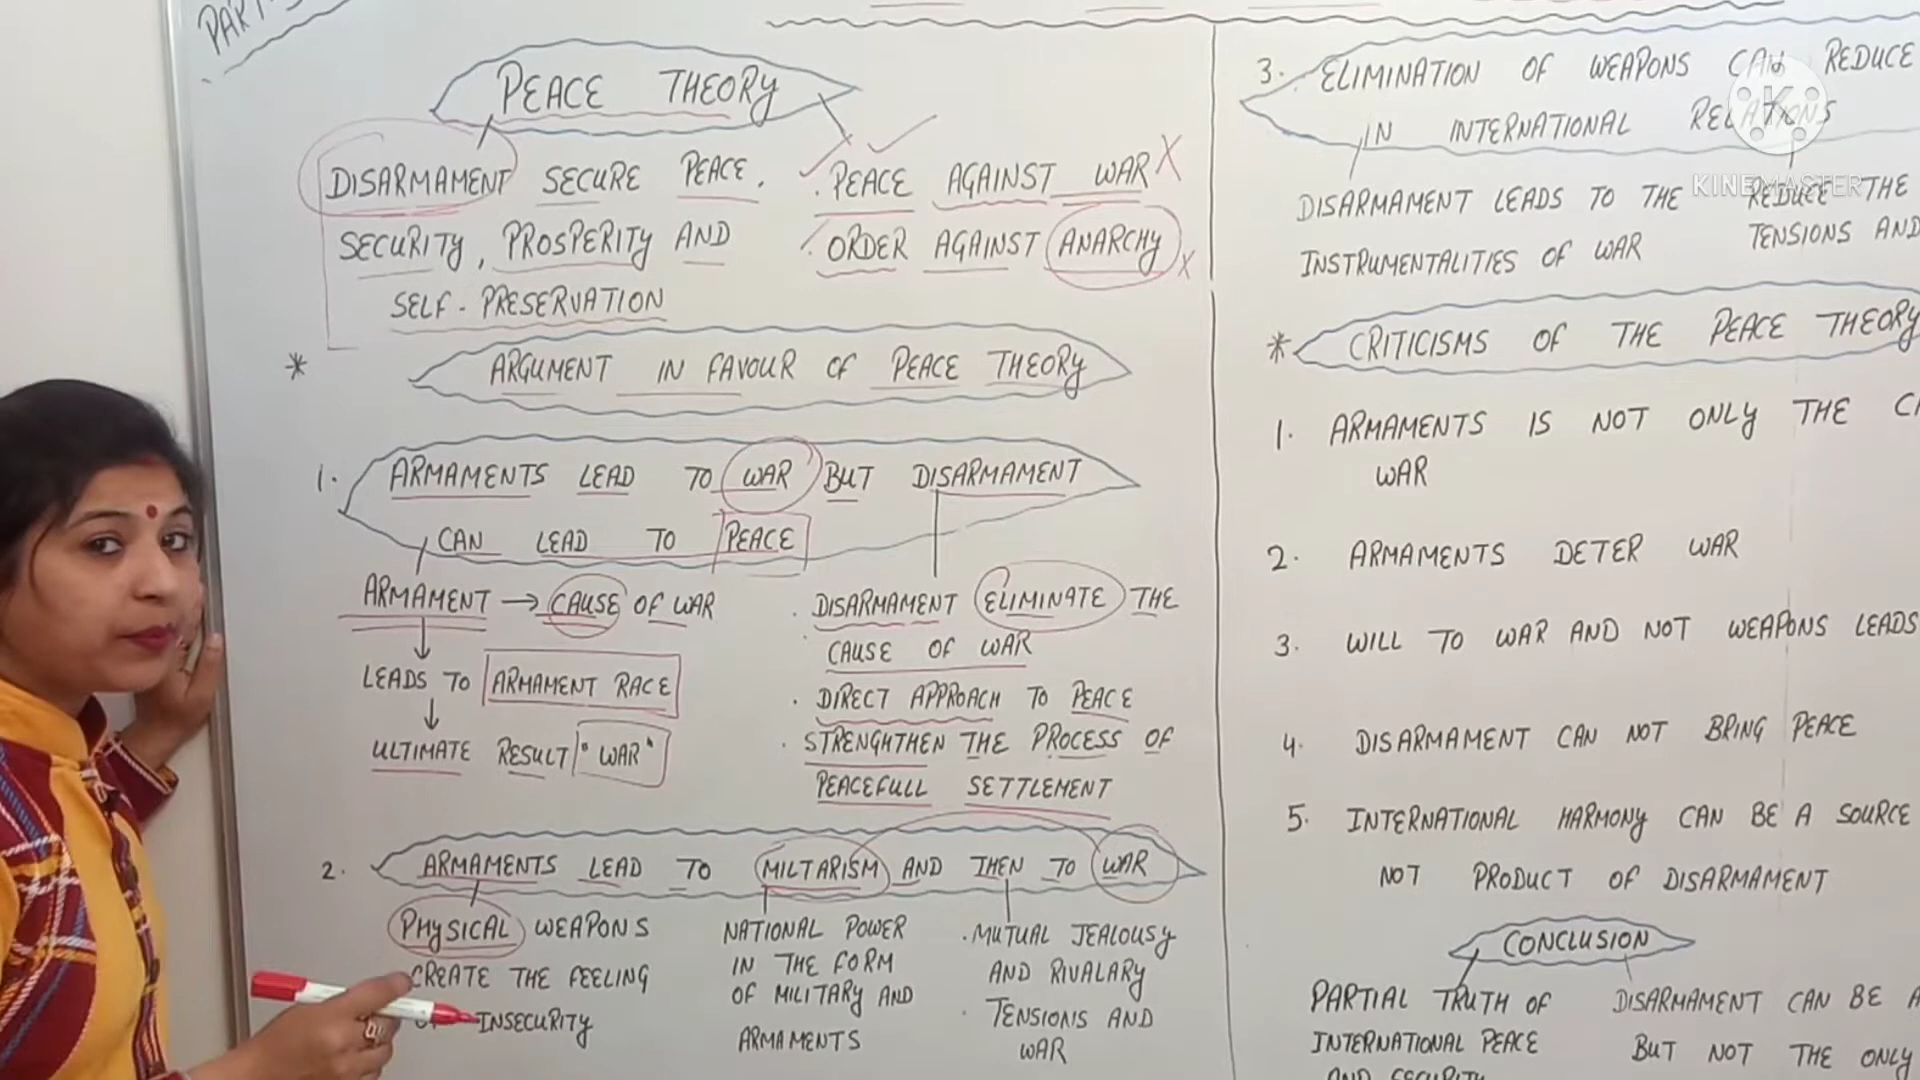 PART-
PEACE THEORY
DISARMAMENT SECURE PEACE,
SECURITY, PROSPERITY AND
SELF-PRESERVATION
. PEACE AGAINST WAR X
. ORDER AGAINST ANARCHY X
* ARGUMENT IN FAVOUR OF PEACE THEORY
1. ARMAMENTS LEAD TO WAR BUT DISARMAMENT
CAN LEAD TO PEACE
ARMAMENT → CAUSE OF WAR
↓
LEADS TO ARMAMENT RACE
↓
ULTIMATE RESULT "WAR"
. DISARMAMENT ELIMINATE THE
CAUSE OF WAR
. DIRECT APPROACH TO PEACE
. STRENGHTHEN THE PROCESS OF
PEACEFULL SETTLEMENT
2. ARMAMENTS LEAD TO MILTARISM AND THEN TO WAR
PHYSICAL WEAPONS
CREATE THE FEELING
INSECURITY
NATIONAL POWER
IN THE FORM
OF MILITARY AND
ARMAMENTS
. MUTUAL JEALOUSY
AND RIVALARY
. TENSIONS AND
WAR
3. ELIMINATION OF WEAPONS CAN REDUCE
IN INTERNATIONAL RELATIONS
DISARMAMENT LEADS TO THE
INSTRUMENTALITIES OF WAR
REDUCE THE
TENSIONS AND
K
KINEMASTER
* CRITICISMS OF THE PEACE THEORY
1. ARMAMENTS IS NOT ONLY THE
WAR
2. ARMAMENTS DETER WAR
3. WILL TO WAR AND NOT WEAPONS LEADS
4. DISARMAMENT CAN NOT BRING PEACE
5. INTERNATIONAL HARMONY CAN BE A SOURCE
NOT PRODUCT OF DISARMAMENT
CONCLUSION
PARTIAL TRUTH OF
INTERNATIONAL PEACE
AND SECURITY
DISARMAMENT CAN BE A
BUT NOT THE ONLY